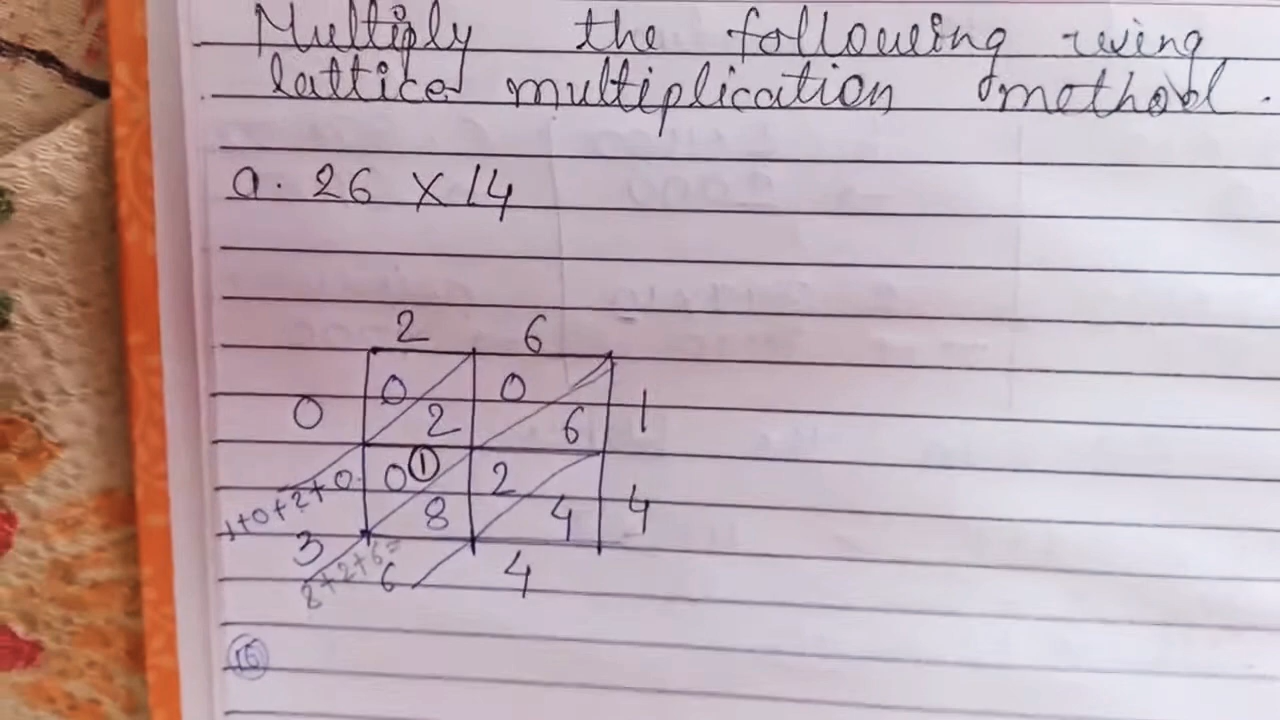 Multiply the following using
lattice multiplication method.
a. 26 × 14
2 6
0 0
0 2 6 1
0 ① 2
1+0+2+0
8 4 4
3
8+2+6=
6 4
16